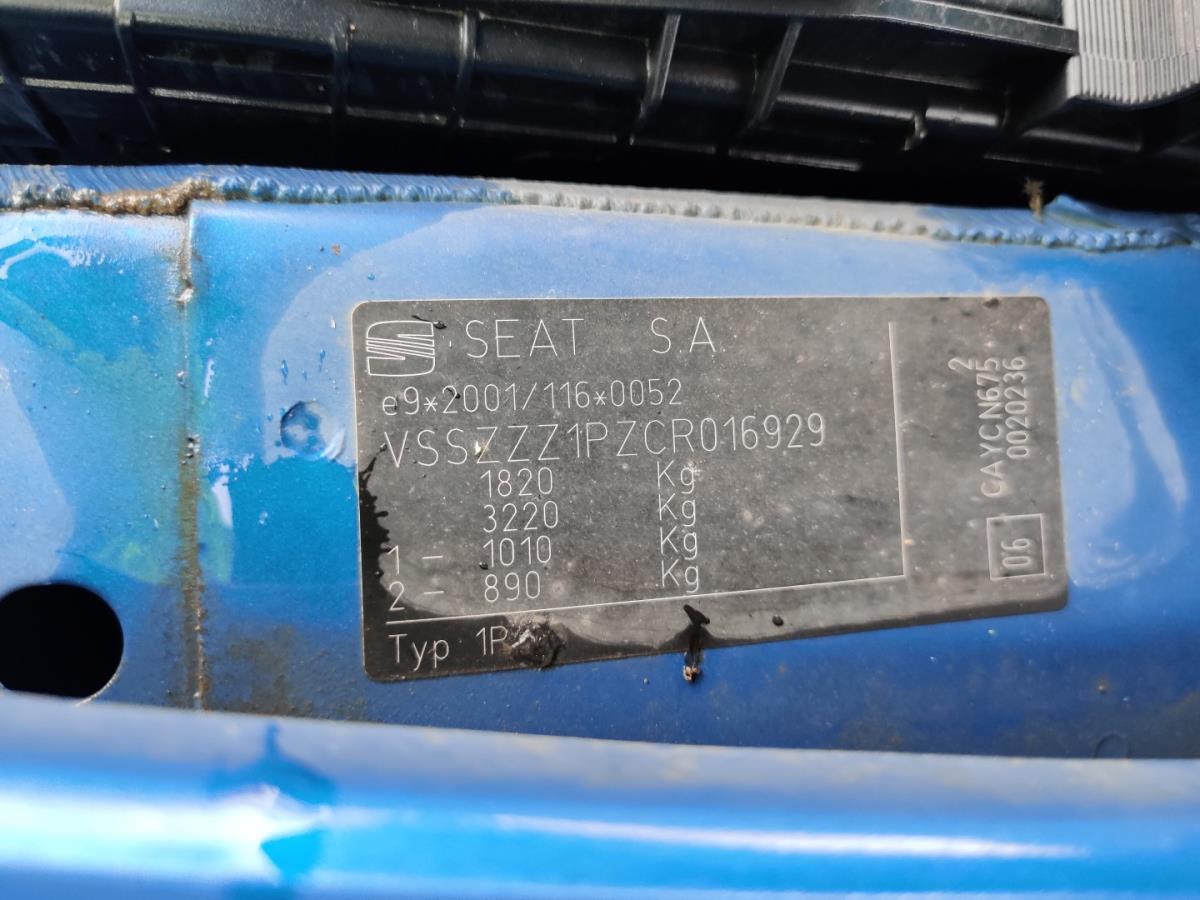 SEAT S.A.
e9*2001/116*0052
VSSZZZ1PZCR016929
1820 Kg
3220 Kg
1 - 1010 Kg
2 - 890 Kg
Typ 1P
2
CAYCN675
0020236
06